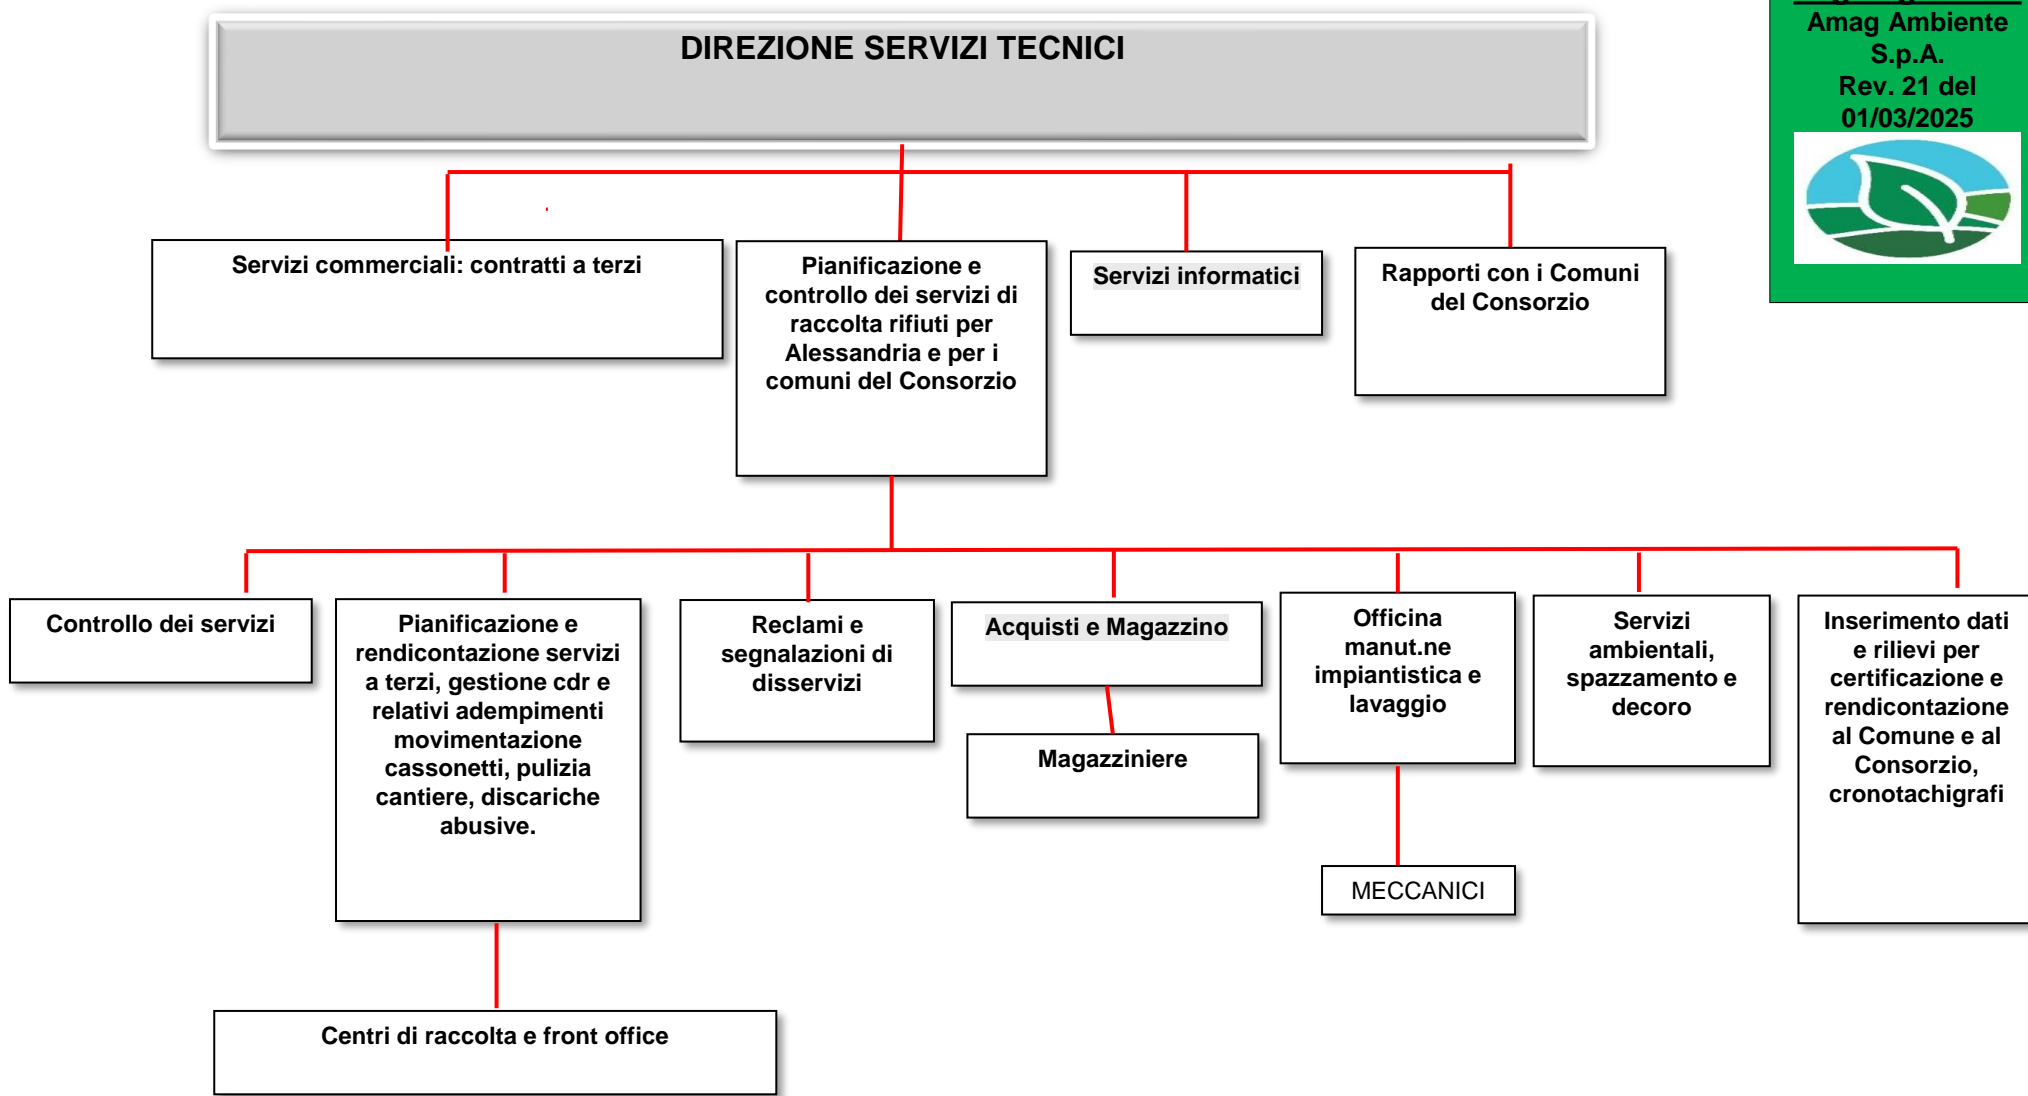 Amag Ambiente
S.p.A.
Rev. 21 del
01/03/2025
DIREZIONE SERVIZI TECNICI
Servizi commerciali: contratti a terzi
Pianificazione e
controllo dei servizi di
raccolta rifiuti per
Alessandria e per i
comuni del Consorzio
Servizi informatici
Rapporti con i Comuni
del Consorzio
Controllo dei servizi
Pianificazione e
rendicontazione servizi
a terzi, gestione cdr e
relativi adempimenti
movimentazione
cassonetti, pulizia
cantiere, discariche
abusive.
Reclami e
segnalazioni di
disservizi
Acquisti e Magazzino
Magazziniere
Officina
manut.ne
impiantistica e
lavaggio
MECCANICI
Servizi
ambientali,
spazzamento e
decoro
Inserimento dati
e rilievi per
certificazione e
rendicontazione
al Comune e al
Consorzio,
cronotachigrafi
Centri di raccolta e front office